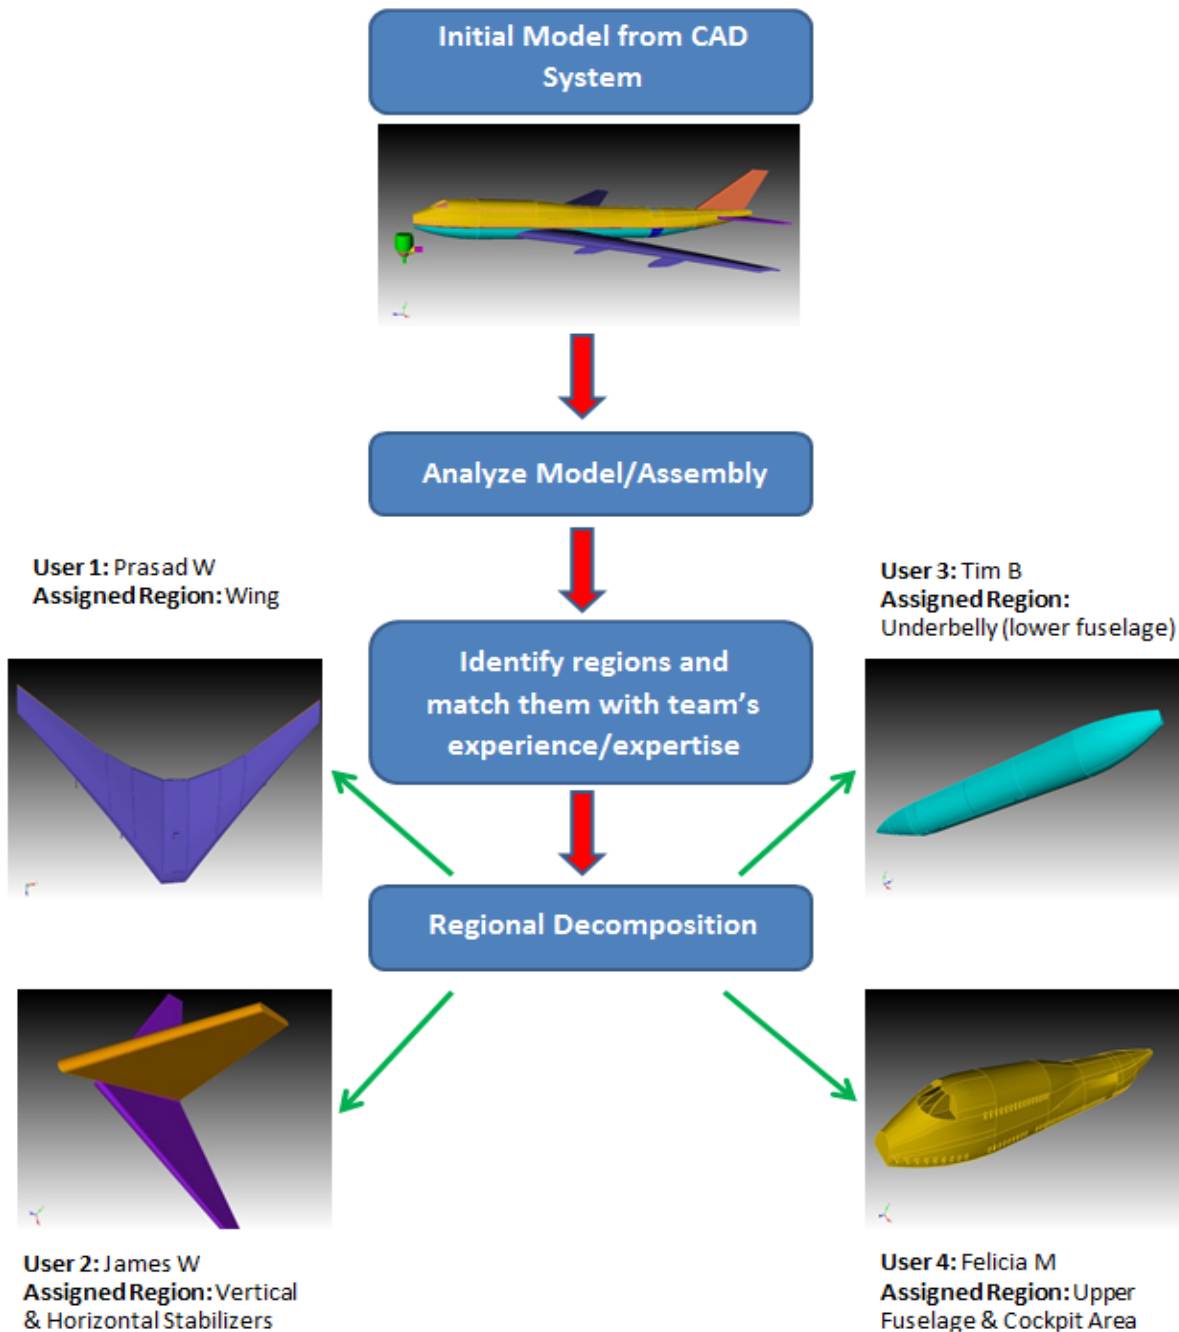 Initial Model from CAD
System
Analyze Model/Assembly
User 1: Prasad W
Assigned Region: Wing
User 3: Tim B
Assigned Region:
Underbelly (lower fuselage)
Identify regions and
match them with team's
experience/expertise
Regional Decomposition
User 2: James W
Assigned Region: Vertical
& Horizontal Stabilizers
User 4: Felicia M
Assigned Region: Upper
Fuselage & Cockpit Area